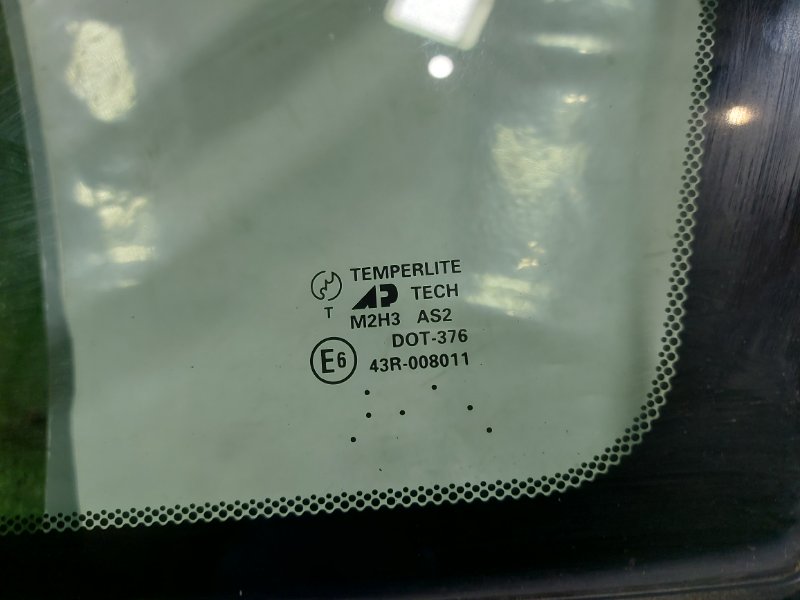 TEMPERLITE
AP TECH
T
M2H3 AS2
DOT-376
E6 43R-008011